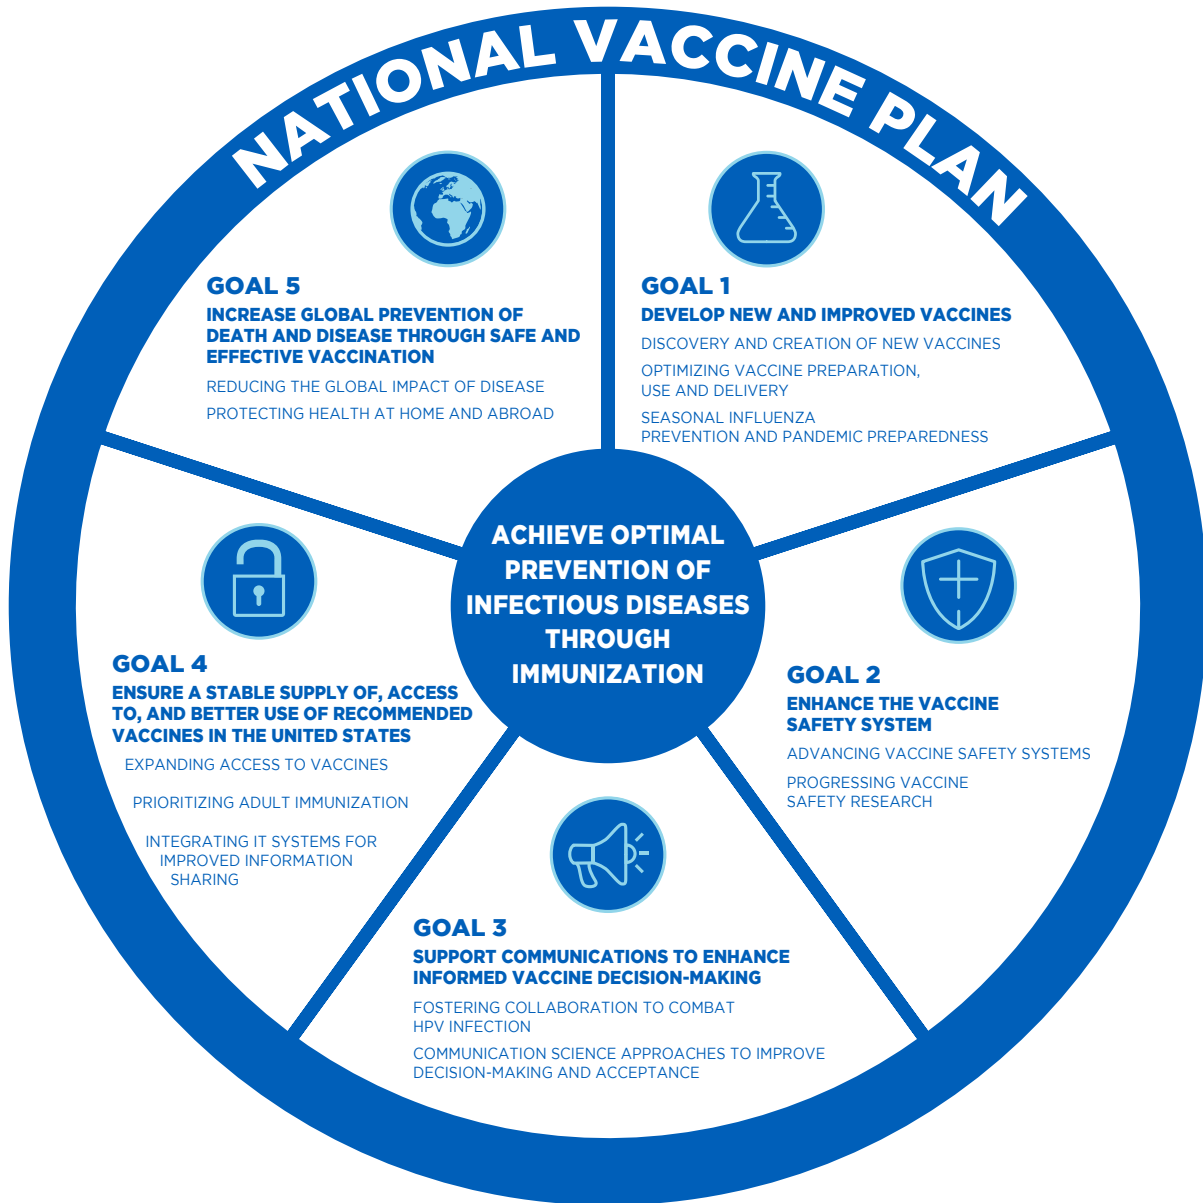 NATIONAL VACCINE PLAN
GOAL 5
INCREASE GLOBAL PREVENTION OF
DEATH AND DISEASE THROUGH SAFE AND
EFFECTIVE VACCINATION
REDUCING THE GLOBAL IMPACT OF DISEASE
PROTECTING HEALTH AT HOME AND ABROAD
GOAL 1
DEVELOP NEW AND IMPROVED VACCINES
DISCOVERY AND CREATION OF NEW VACCINES
OPTIMIZING VACCINE PREPARATION,
USE AND DELIVERY
SEASONAL INFLUENZA
PREVENTION AND PANDEMIC PREPAREDNESS
ACHIEVE OPTIMAL
PREVENTION OF
INFECTIOUS DISEASES
THROUGH
IMMUNIZATION
GOAL 4
ENSURE A STABLE SUPPLY OF, ACCESS
TO, AND BETTER USE OF RECOMMENDED
VACCINES IN THE UNITED STATES
EXPANDING ACCESS TO VACCINES
PRIORITIZING ADULT IMMUNIZATION
INTEGRATING IT SYSTEMS FOR
IMPROVED INFORMATION
SHARING
GOAL 2
ENHANCE THE VACCINE
SAFETY SYSTEM
ADVANCING VACCINE SAFETY SYSTEMS
PROGRESSING VACCINE
SAFETY RESEARCH
GOAL 3
SUPPORT COMMUNICATIONS TO ENHANCE
INFORMED VACCINE DECISION-MAKING
FOSTERING COLLABORATION TO COMBAT
HPV INFECTION
COMMUNICATION SCIENCE APPROACHES TO IMPROVE
DECISION-MAKING AND ACCEPTANCE